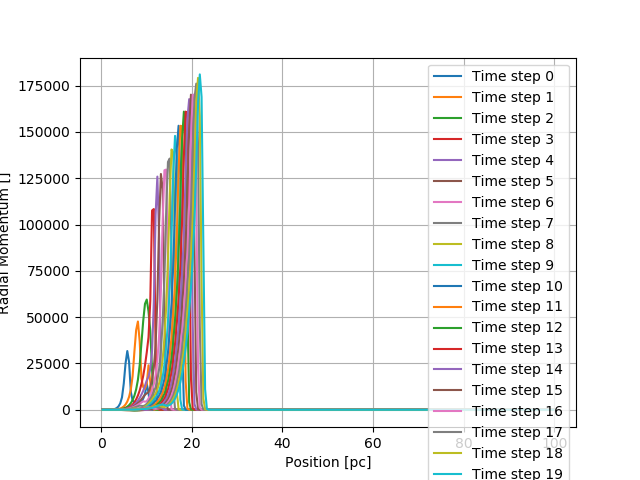 175000
150000
125000
100000
75000
50000
25000
0
Radial Momentum []
0
20
40
60
80
100
Position [pc]
Time step 0
Time step 1
Time step 2
Time step 3
Time step 4
Time step 5
Time step 6
Time step 7
Time step 8
Time step 9
Time step 10
Time step 11
Time step 12
Time step 13
Time step 14
Time step 15
Time step 16
Time step 17
Time step 18
Time step 19